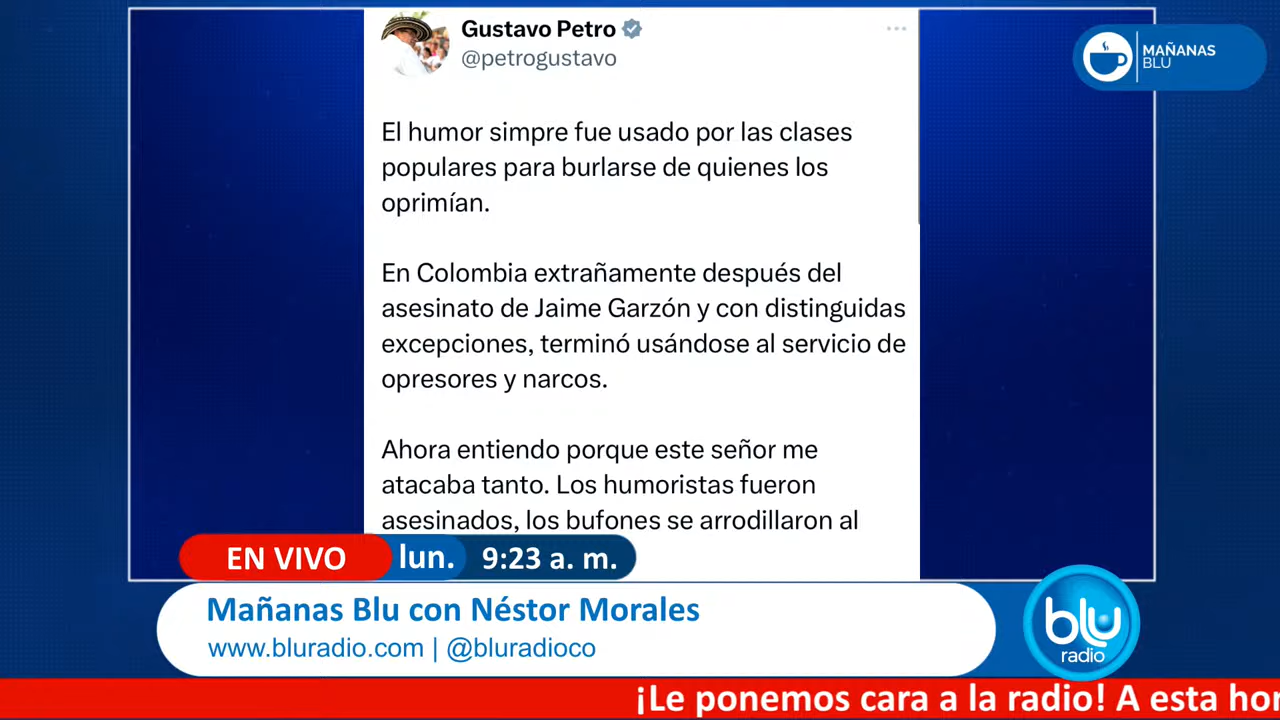 Gustavo Petro
@petrogustavo
MAÑANAS
BLU
El humor simpre fue usado por las clases
populares para burlarse de quienes los
oprimían.
En Colombia extrañamente después del
asesinato de Jaime Garzón y con distinguidas
excepciones, terminó usándose al servicio de
opresores y narcos.
Ahora entiendo porque este señor me
atacaba tanto. Los humoristas fueron
asesinados, los bufones se arrodillaron al
EN VIVO lun. 9:23 a. m.
Mañanas Blu con Néstor Morales
www.bluradio.com | @bluradioco
blu
radio
¡Le ponemos cara a la radio! A esta hor